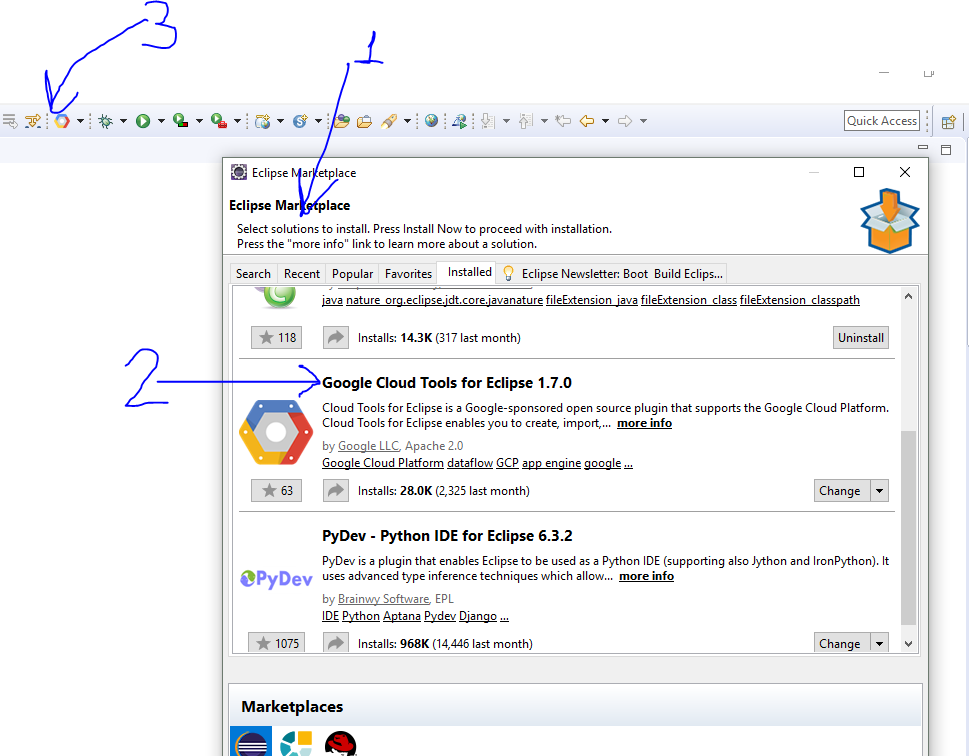 3
1
Quick Access
Eclipse Marketplace
Eclipse Marketplace
Select solutions to install. Press Install Now to proceed with installation.
Press the "more info" link to learn more about a solution.
Search Recent Popular Favorites Installed Eclipse Newsletter: Boot Build Eclips...
java nature_org.eclipse.jdt.core.javanature fileExtension_java fileExtension_class fileExtension_classpath
118 Installs: 14.3K (317 last month) Uninstall
2
Google Cloud Tools for Eclipse 1.7.0
Cloud Tools for Eclipse is a Google-sponsored open source plugin that supports the Google Cloud Platform.
Cloud Tools for Eclipse enables you to create, import,... more info
by Google LLC, Apache 2.0
Google Cloud Platform dataflow GCP app engine google ...
63 Installs: 28.0K (2,325 last month) Change
PyDev - Python IDE for Eclipse 6.3.2
PyDev is a plugin that enables Eclipse to be used as a Python IDE (supporting also Jython and IronPython). It
uses advanced type inference techniques which allow... more info
PyDev
by Brainwy Software, EPL
IDE Python Aptana Pydev Django ...
1075 Installs: 968K (14,446 last month) Change
Marketplaces